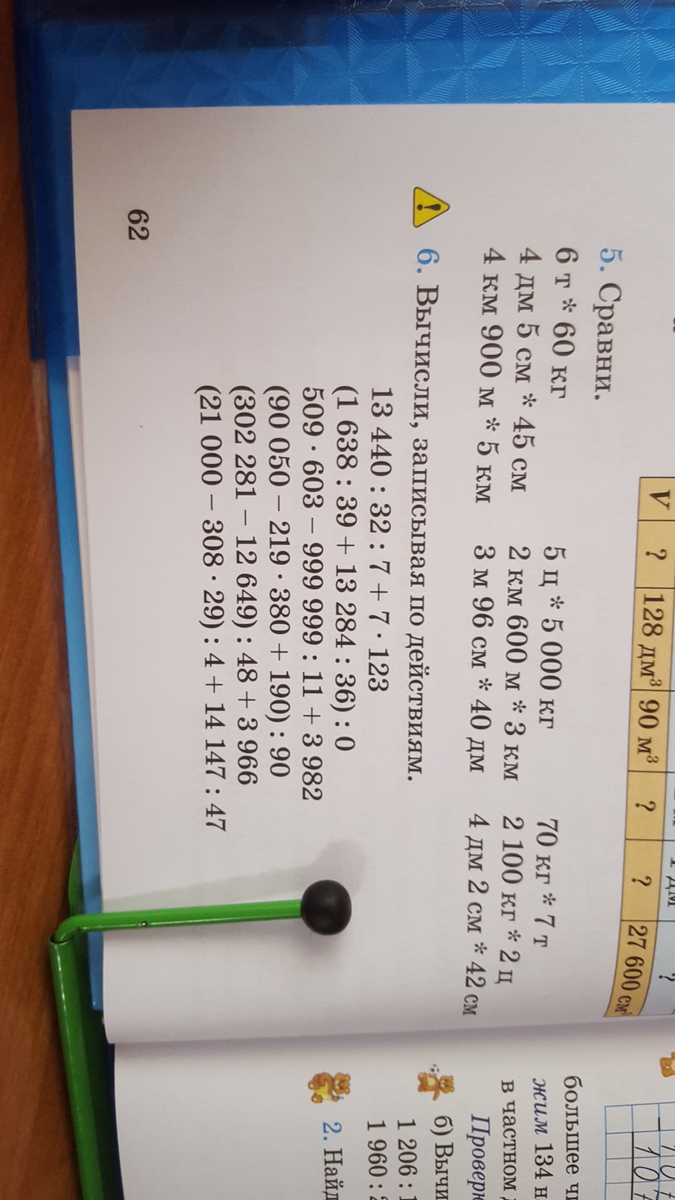 V ? 128 дм³ 90 м³ ? ? 27 600 см³
5. Сравни.
6 т * 60 кг 5 ц * 5 000 кг 70 кг * 7 т
4 дм 5 см * 45 см 2 км 600 м * 3 км 2 100 кг * 2 ц
4 км 900 м * 5 км 3 м 96 см * 40 дм 4 дм 2 см * 42 см
6. Вычисли, записывая по действиям.
13 440 : 32 : 7 + 7 · 123
(1 638 : 39 + 13 284 : 36) : 0
509 · 603 – 999 999 : 11 + 3 982
(90 050 – 219 · 380 + 190) : 90
(302 281 – 12 649) : 48 + 3 966
(21 000 – 308 · 29) : 4 + 14 147 : 47
62
большее
жим 134
в частном
б)
1 206 :
1 960 :
2.